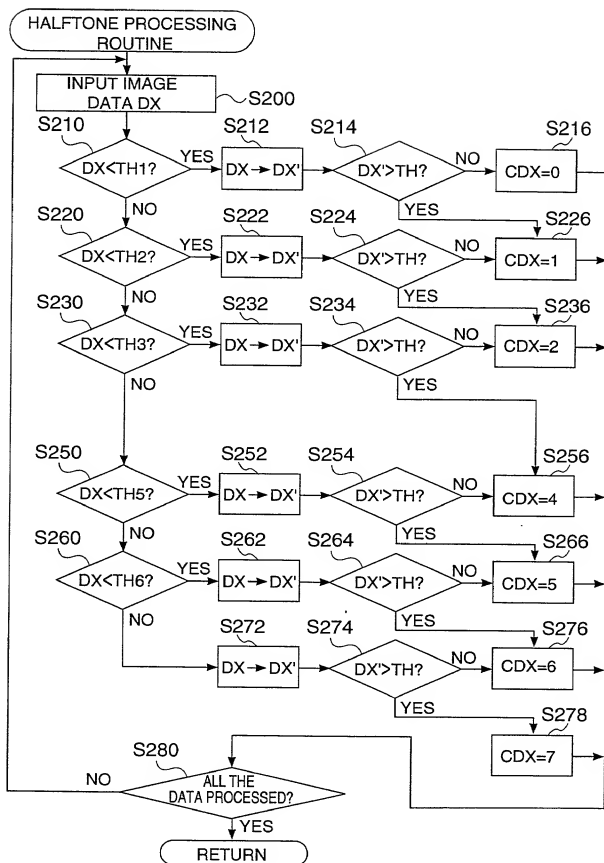 HALFTONE PROCESSING
ROUTINE
INPUT IMAGE
DATA DX
S200
S210
DX<TH1?
YES
NO
S212
DX→DX'
S214
DX'>TH?
NO
YES
S216
CDX=0
S220
DX<TH2?
YES
NO
S222
DX→DX'
S224
DX'>TH?
NO
YES
S226
CDX=1
S230
DX<TH3?
YES
NO
S232
DX→DX'
S234
DX'>TH?
NO
YES
S236
CDX=2
S250
DX<TH5?
YES
NO
S252
DX→DX'
S254
DX'>TH?
NO
YES
S256
CDX=4
S260
DX<TH6?
YES
NO
S262
DX→DX'
S264
DX'>TH?
NO
YES
S266
CDX=5
S272
DX→DX'
S274
DX'>TH?
NO
YES
S276
CDX=6
S278
CDX=7
S280
ALL THE
DATA PROCESSED?
NO
YES
RETURN